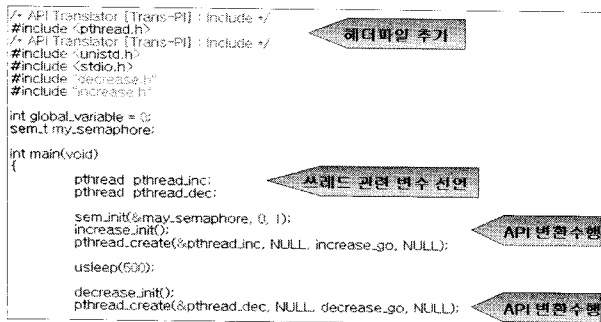 /* API Translator [Trans-PI] : Include */
#include <pthread.h>
/* API Translator [Trans-PI] : Include */
#include <unistd.h>
#include <stdio.h>
#include "decrease.h"
#include "increase.h"
헤더파일 추가
int global_variable = 0;
sem_t my_semaphore;
int main(void)
{
pthread pthread_inc;
pthread pthread_dec;
쓰레드 관련 변수 선언
sem_init(&may_semaphore, 0, 1);
increase_init();
pthread_create(&pthread_inc, NULL, increase_go, NULL);
API 변환수행
usleep(500);
decrease_init();
pthread_create(&pthread_dec, NULL, decrease_go, NULL);
API 변환수행